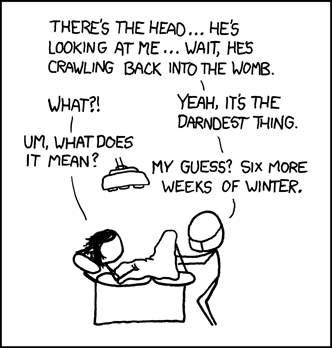 THERE'S THE HEAD... HE'S
LOOKING AT ME... WAIT, HE'S
CRAWLING BACK INTO THE WOMB.
WHAT?!
YEAH, IT'S THE
DARNDEST THING.
UM, WHAT DOES
IT MEAN?
MY GUESS? SIX MORE
WEEKS OF WINTER.